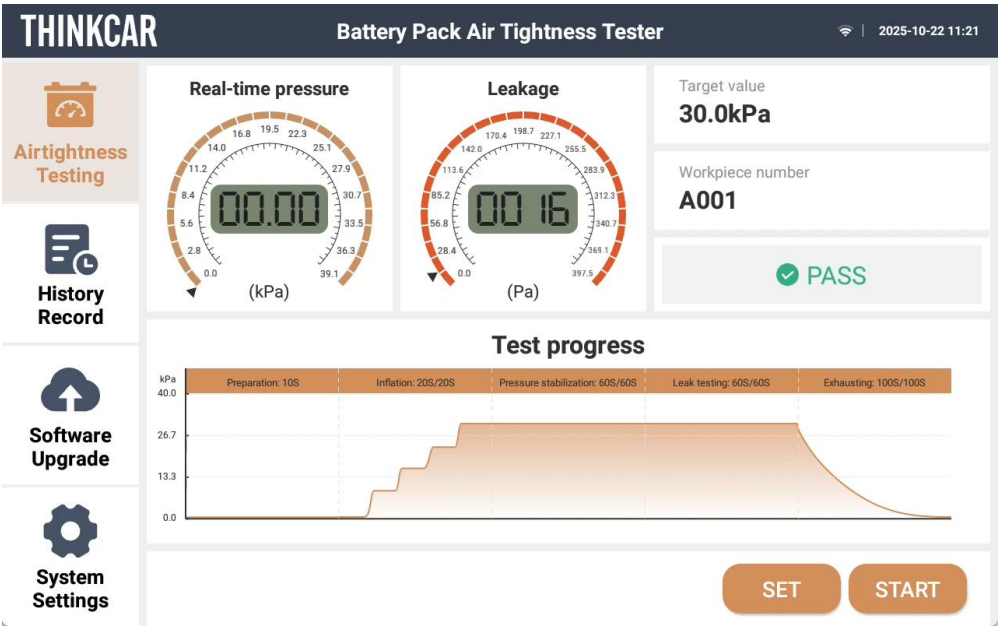 THINKCAR
Battery Pack Air Tightness Tester
2025-10-22 11:21
Airtightness
Testing
History
Record
Software
Upgrade
System
Settings
Real-time pressure
0.0
2.8
5.6
8.4
11.2
14.0
16.8
19.5
22.3
25.1
27.9
30.7
33.5
36.3
39.1
00.00
(kPa)
Leakage
0.0
28.4
56.8
85.2
113.6
142.0
170.4
198.7
227.1
255.5
283.9
312.3
340.7
369.1
397.5
0016
(Pa)
Target value
30.0kPa
Workpiece number
A001
PASS
Test progress
kPa
40.0
26.7
13.3
0.0
Preparation: 10S
Inflation: 20S/20S
Pressure stabilization: 60S/60S
Leak testing: 60S/60S
Exhausting: 100S/100S
SET
START